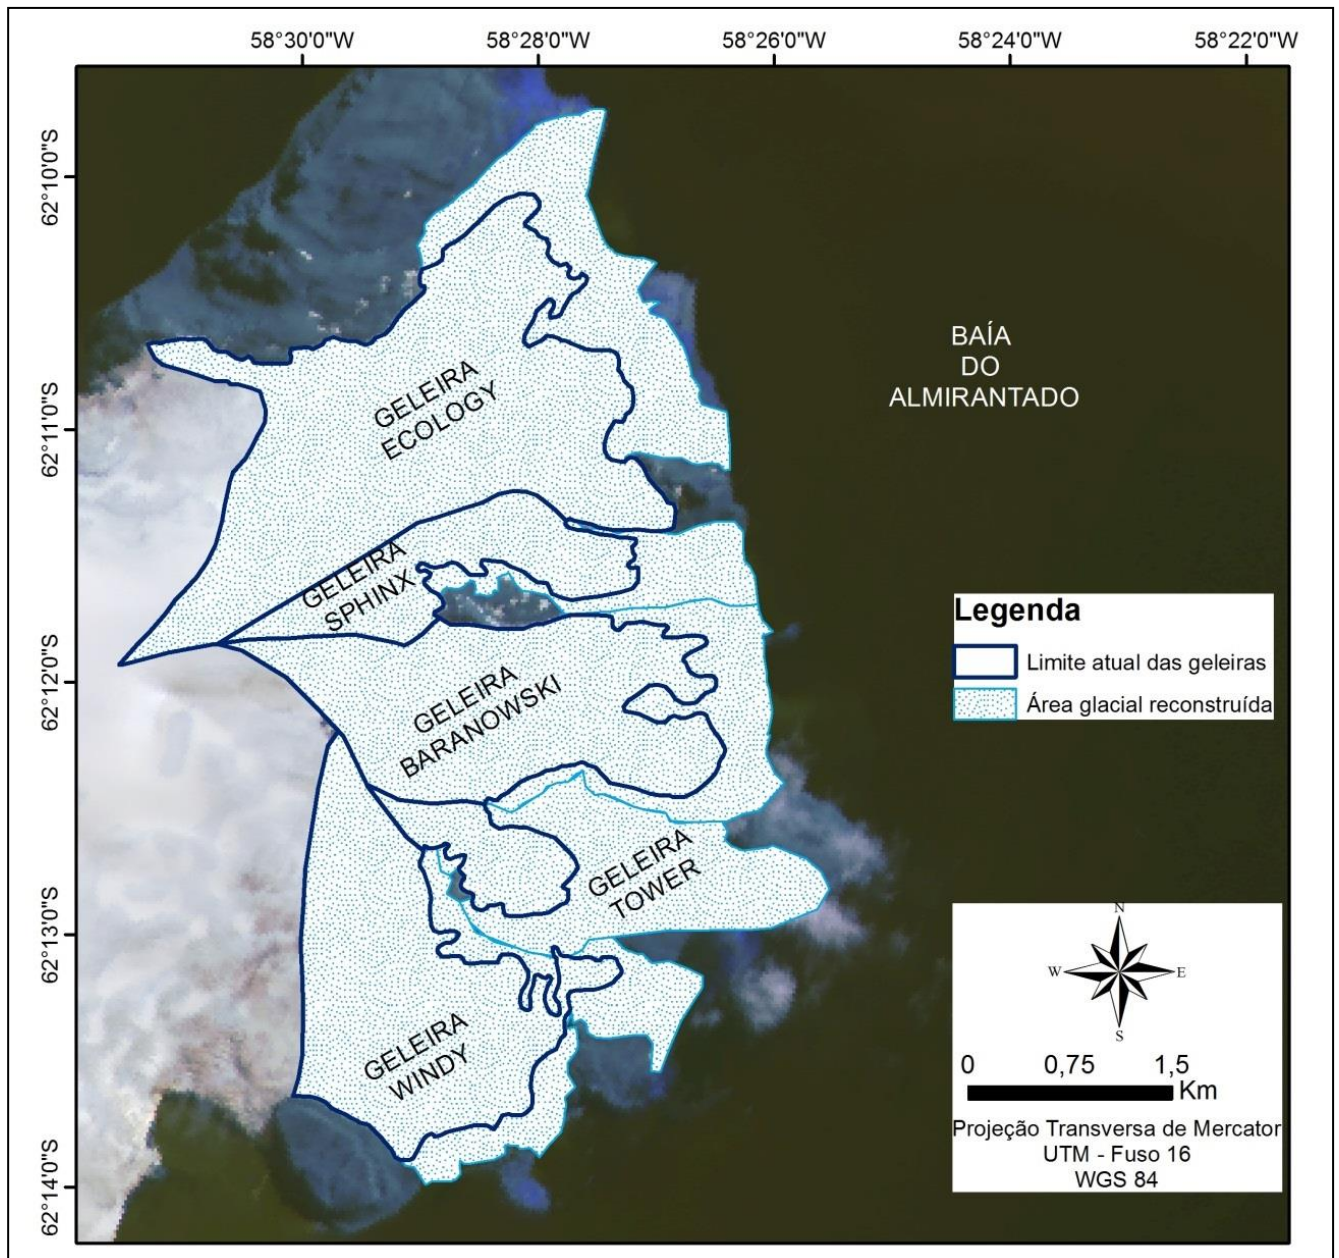 58°30'0"W
58°28'0"W
58°26'0"W
58°24'0"W
58°22'0"W
62°10'0"S
62°11'0"S
62°12'0"S
62°13'0"S
62°14'0"S
BAÍA
DO
ALMIRANTADO
GELEIRA
ECOLOGY
GELEIRA
SPHINX
GELEIRA
BARANOWSKI
GELEIRA
TOWER
GELEIRA
WINDY
Legenda
Limite atual das geleiras
Área glacial reconstruída
N
W
E
S
0 0,75 1,5
Km
Projeção Transversa de Mercator
UTM - Fuso 16
WGS 84